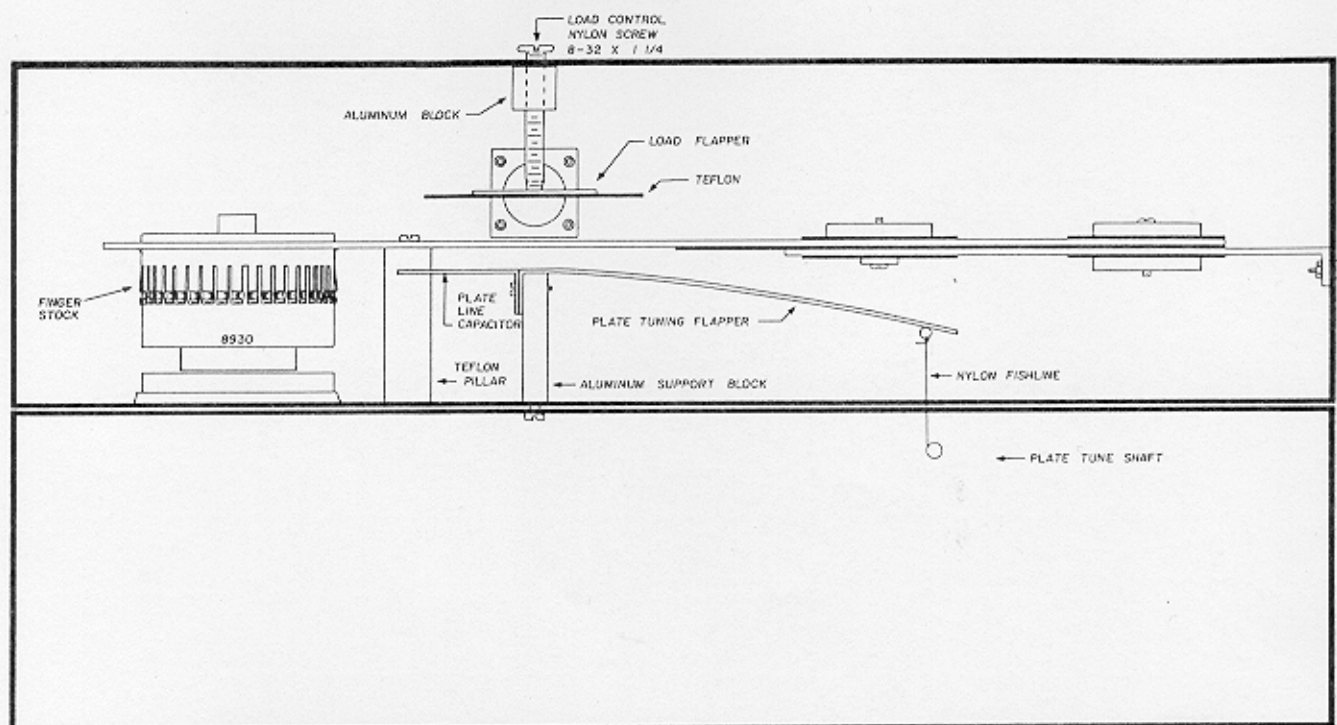 LOAD CONTROL,
NYLON SCREW
8-32 X 1 1/4
ALUMINUM BLOCK
LOAD FLAPPER
TEFLON
FINGER
STOCK
8930
PLATE
LINE
CAPACITOR
PLATE TUNING FLAPPER
TEFLON
PILLAR
ALUMINUM SUPPORT BLOCK
NYLON FISHLINE
PLATE TUNE SHAFT